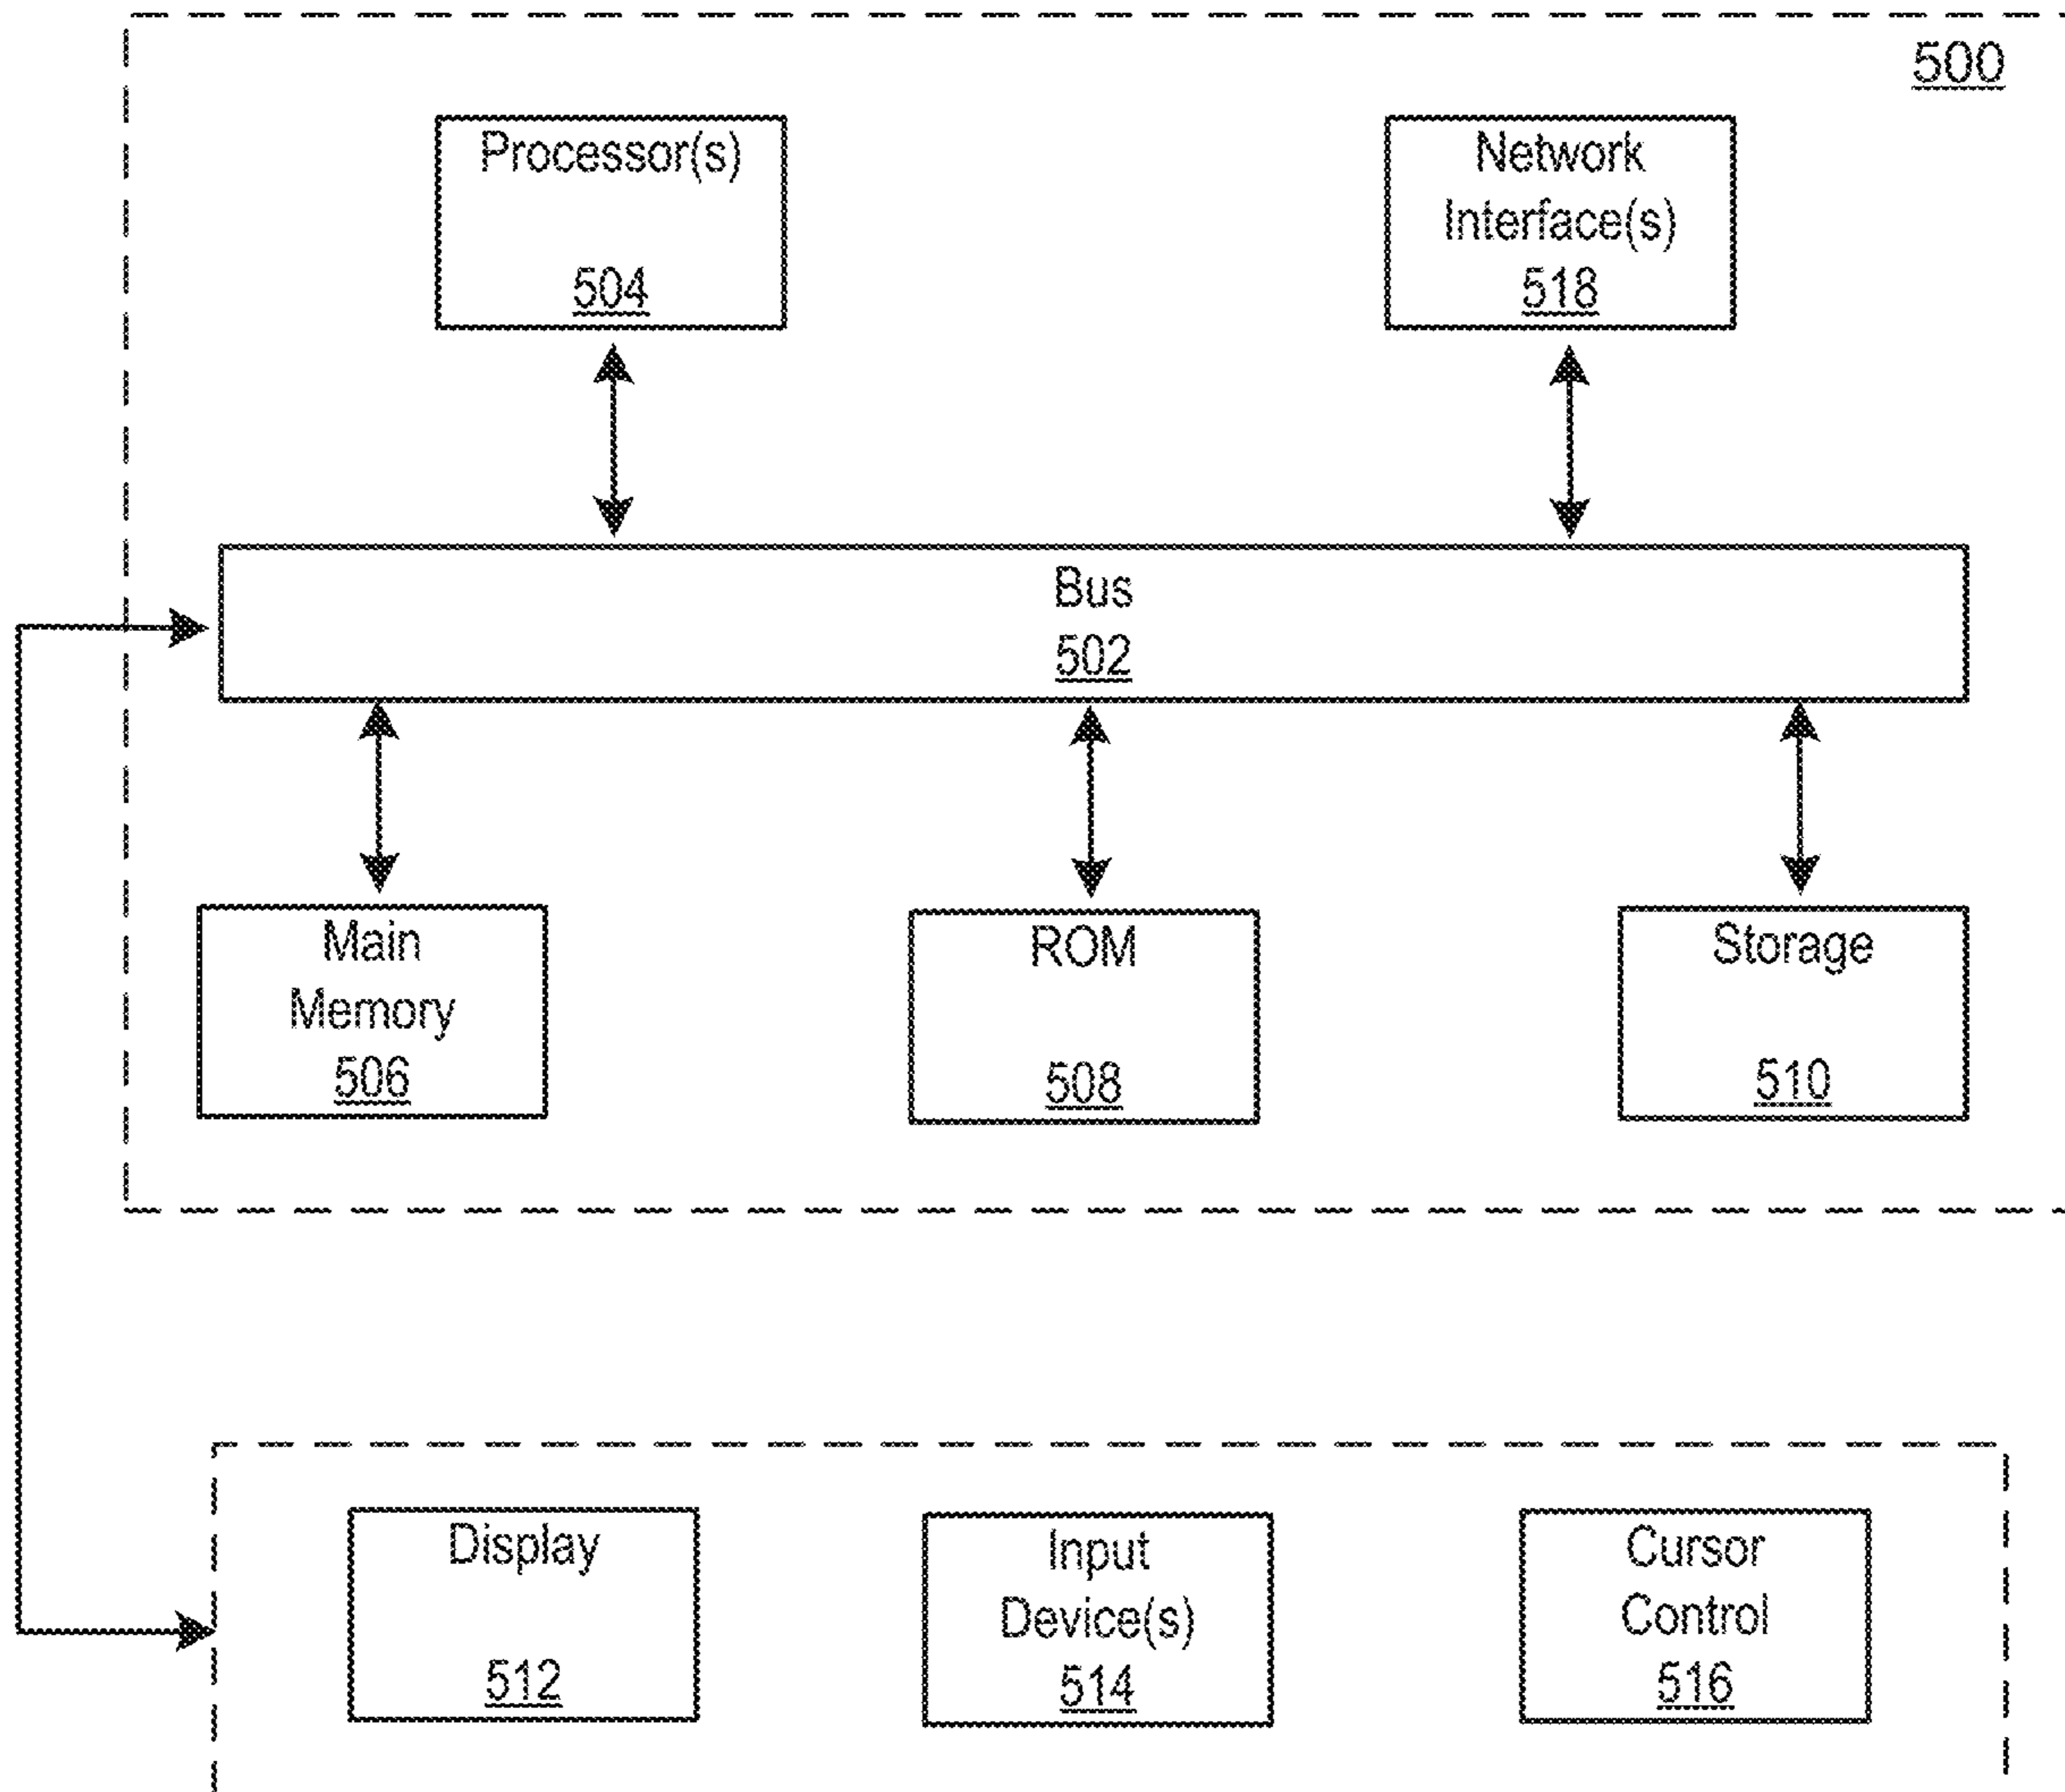 500
Processor(s)
504
Network
Interface(s)
518
Bus
502
Main
Memory
506
ROM
508
Storage
510
Display
512
Input
Device(s)
514
Cursor
Control
516